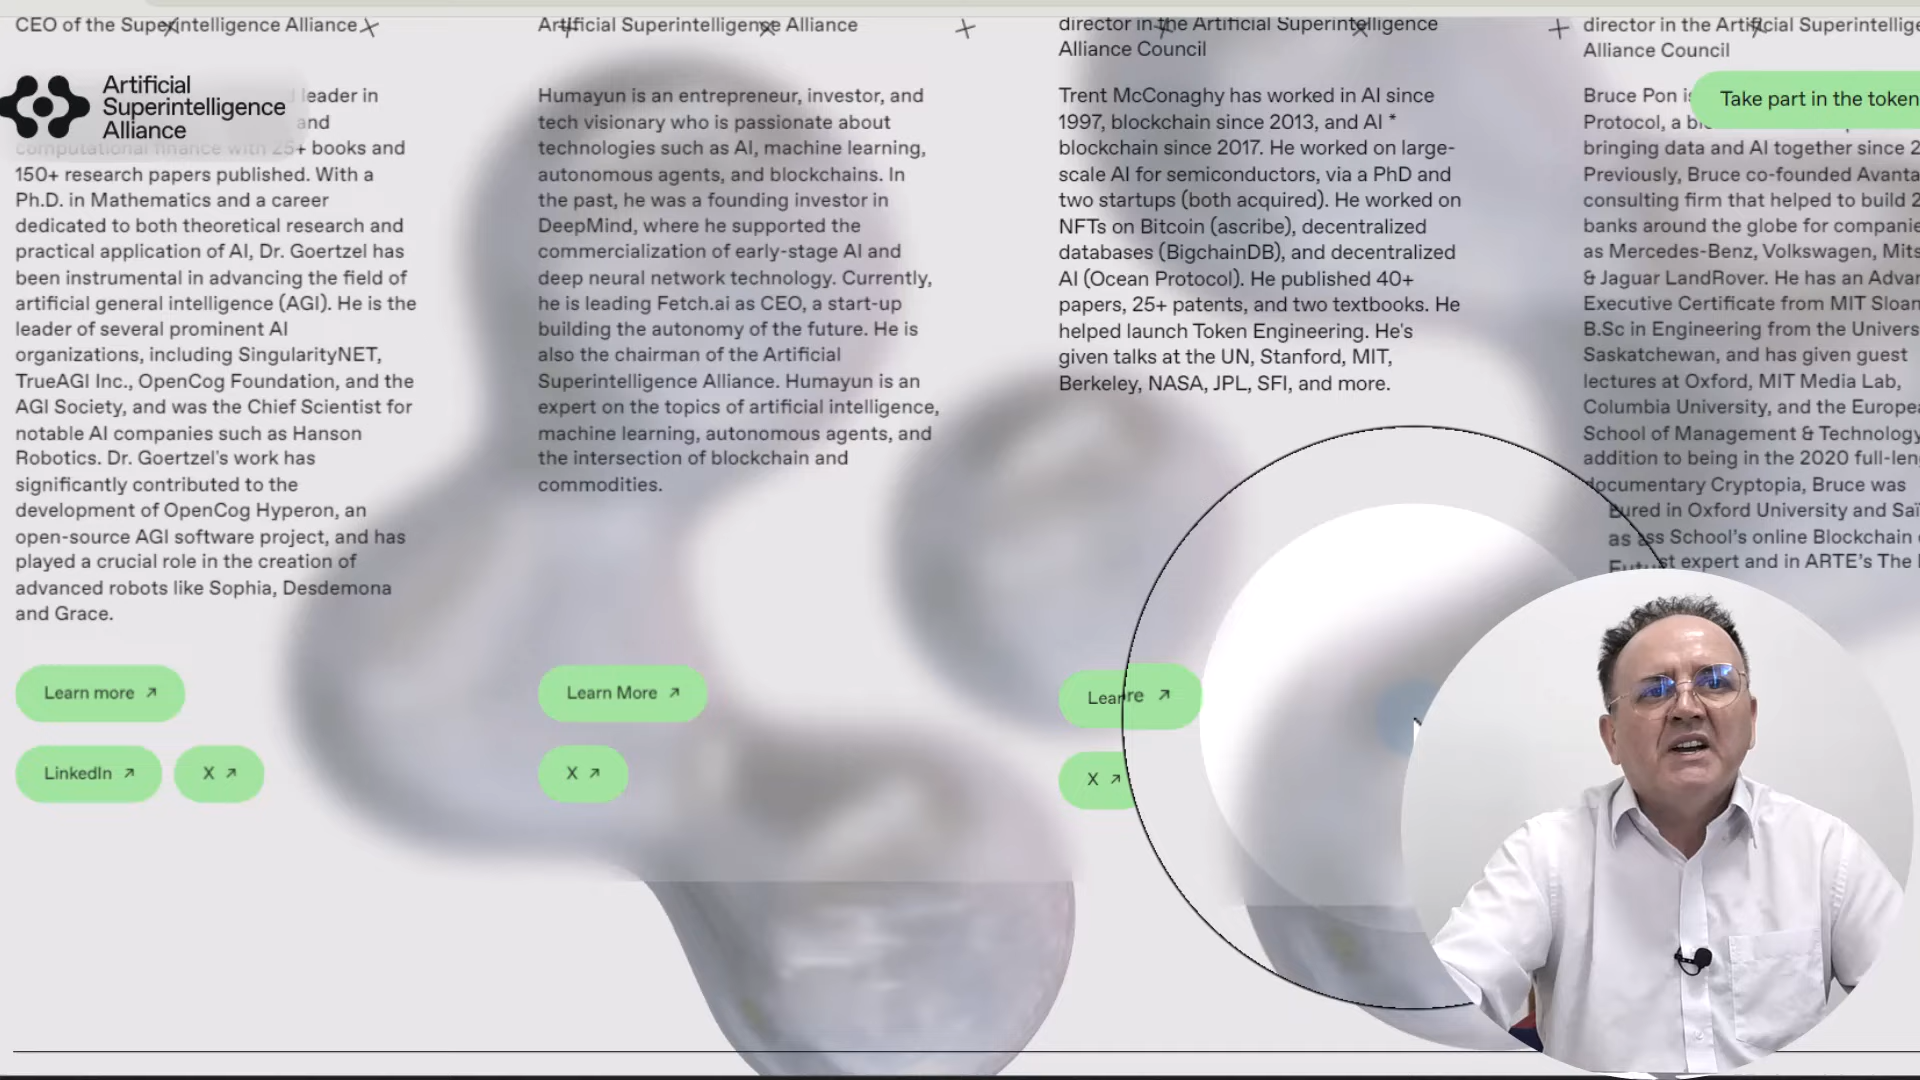 CEO of the Superintelligence Alliance
leader in
and
computational finance with 25+ books and
150+ research papers published. With a
Ph.D. in Mathematics and a career
dedicated to both theoretical research and
practical application of AI, Dr. Goertzel has
been instrumental in advancing the field of
artificial general intelligence (AGI). He is the
leader of several prominent AI
organizations, including SingularityNET,
TrueAGI Inc., OpenCog Foundation, and the
AGI Society, and was the Chief Scientist for
notable AI companies such as Hanson
Robotics. Dr. Goertzel's work has
significantly contributed to the
development of OpenCog Hyperon, an
open-source AGI software project, and has
played a crucial role in the creation of
advanced robots like Sophia, Desdemona
and Grace.
Learn more ↗
LinkedIn ↗
X ↗
Artificial
Superintelligence
Alliance
Artificial Superintelligence Alliance
Humayun is an entrepreneur, investor, and
tech visionary who is passionate about
technologies such as AI, machine learning,
autonomous agents, and blockchains. In
the past, he was a founding investor in
DeepMind, where he supported the
commercialization of early-stage AI and
deep neural network technology. Currently,
he is leading Fetch.ai as CEO, a start-up
building the autonomy of the future. He is
also the chairman of the Artificial
Superintelligence Alliance. Humayun is an
expert on the topics of artificial intelligence,
machine learning, autonomous agents, and
the intersection of blockchain and
commodities.
Learn More ↗
X ↗
director in the Artificial Superintelligence
Alliance Council
Trent McConaghy has worked in AI since
1997, blockchain since 2013, and AI *
blockchain since 2017. He worked on large-
scale AI for semiconductors, via a PhD and
two startups (both acquired). He worked on
NFTs on Bitcoin (ascribe), decentralized
databases (BigchainDB), and decentralized
AI (Ocean Protocol). He published 40+
papers, 25+ patents, and two textbooks. He
helped launch Token Engineering. He's
given talks at the UN, Stanford, MIT,
Berkeley, NASA, JPL, SFI, and more.
X ↗
director in the Artificial
Alliance Council
Take part in the token
Bruce Pon
Protocol, a
bringing data and AI together since
Previously, Bruce co-founded
consulting firm that helped to build
banks around the globe for
as Mercedes-Benz, Volkswagen,
& Jaguar LandRover. He has an
Executive Certificate from MIT
B.Sc in Engineering from the
Saskatchewan, and has given guest
lectures at Oxford, MIT Media Lab,
Columbia University, and the
School of Management & Technology
addition to being in the 2020
documentary Cryptopia, Bruce was
in Oxford University and
as School's online Blockchain
expert and in ARTE's The